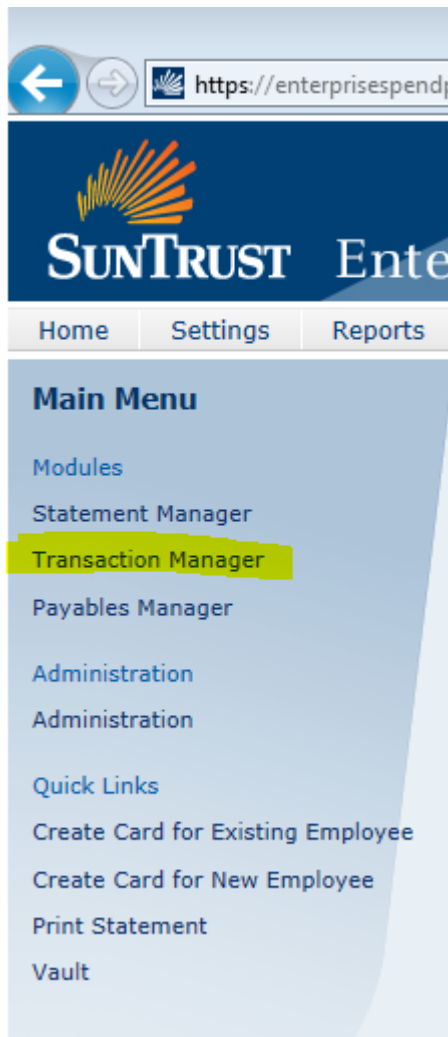 https://enterprisespend
SUNTRUST Ente
Home Settings Reports
Main Menu
Modules
Statement Manager
Transaction Manager
Payables Manager
Administration
Administration
Quick Links
Create Card for Existing Employee
Create Card for New Employee
Print Statement
Vault